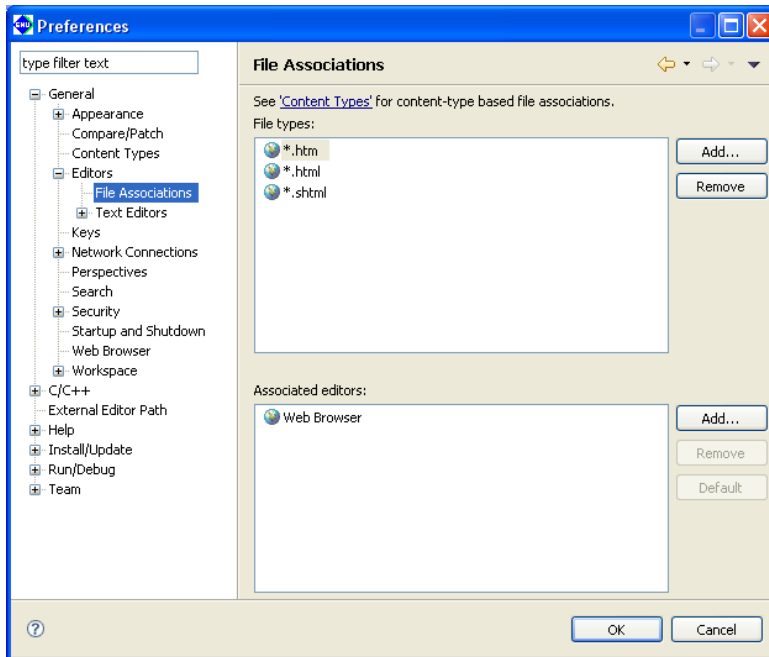 GNU Preferences
type filter text
General
Appearance
Compare/Patch
Content Types
Editors
File Associations
Text Editors
Keys
Network Connections
Perspectives
Search
Security
Startup and Shutdown
Web Browser
Workspace
C/C++
External Editor Path
Help
Install/Update
Run/Debug
Team
File Associations
See 'Content Types' for content-type based file associations.
File types:
*.htm
*.html
*.shtml
Add...
Remove
Associated editors:
Web Browser
Add...
Remove
Default
?
OK Cancel